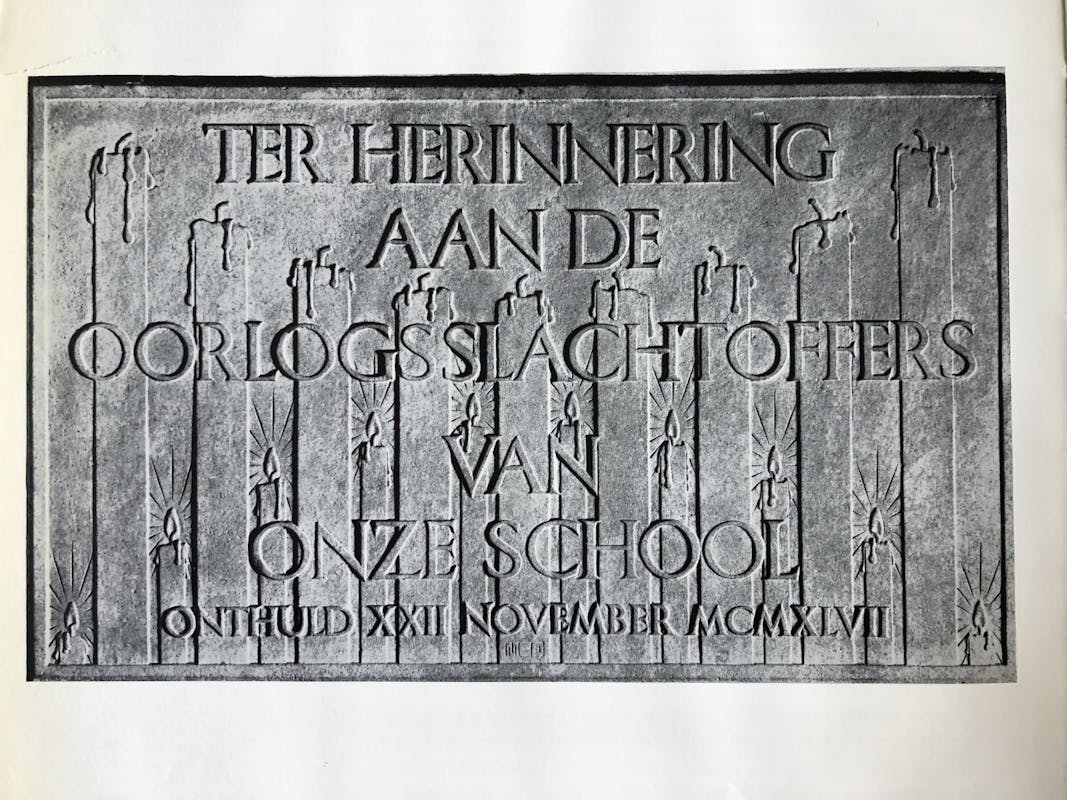 TER HERINNERING
AAN DE
OORLOGSSLACHTOFFERS
VAN
ONZE SCHOOL
ONTHULD XXII NOVEMBER MCMXLVII